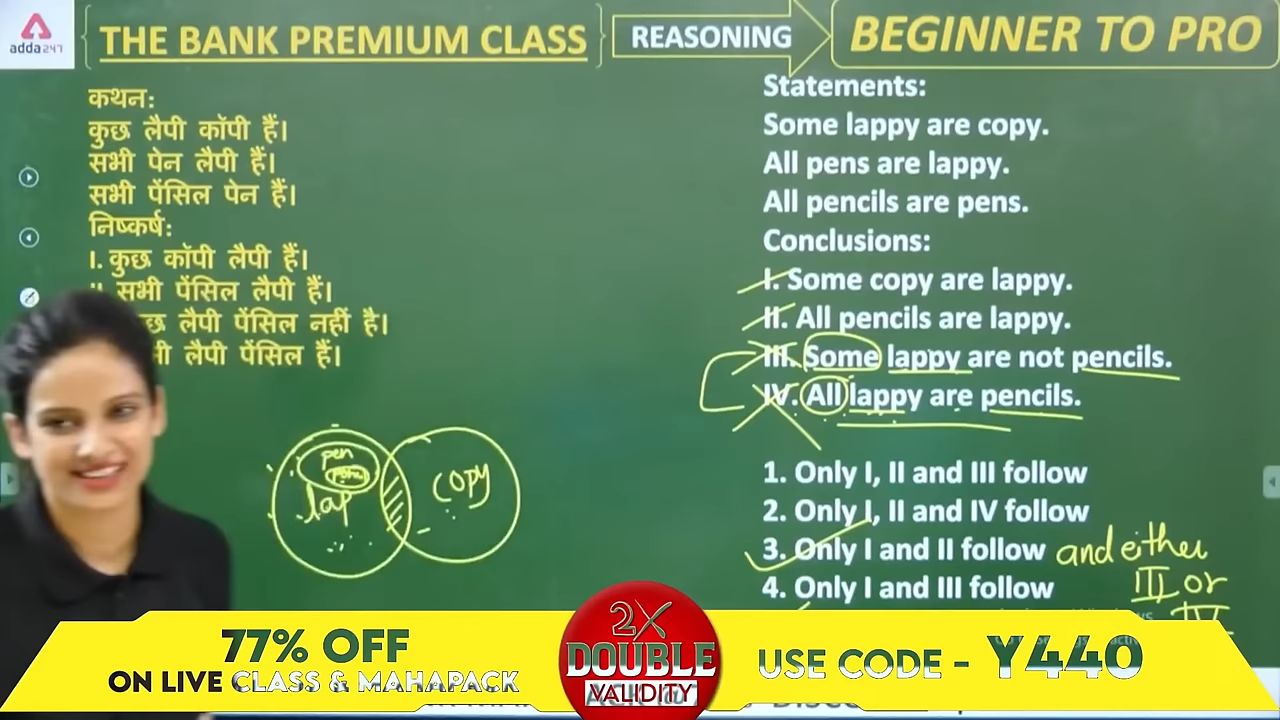 adda247
THE BANK PREMIUM CLASS
REASONING
BEGINNER TO PRO
कथन:
कुछ लैपी कॉपी हैं।
सभी पेन लैपी हैं।
सभी पेंसिल पेन हैं।
निष्कर्ष:
I. कुछ कॉपी लैपी हैं।
सभी पेंसिल लैपी हैं।
छ लैपी पेंसिल नहीं है।
भी लैपी पेंसिल हैं।
pen
lap
copy
Statements:
Some lappy are copy.
All pens are lappy.
All pencils are pens.
Conclusions:
I. Some copy are lappy.
II. All pencils are lappy.
III. Some lappy are not pencils.
IV. All lappy are pencils.
1. Only I, II and III follow
2. Only I, II and IV follow
3. Only I and II follow and either
III or
IV
4. Only I and III follow
77% OFF
ON LIVE CLASS & MAHAPACK
2X
DOUBLE
VALIDITY
USE CODE - Y440